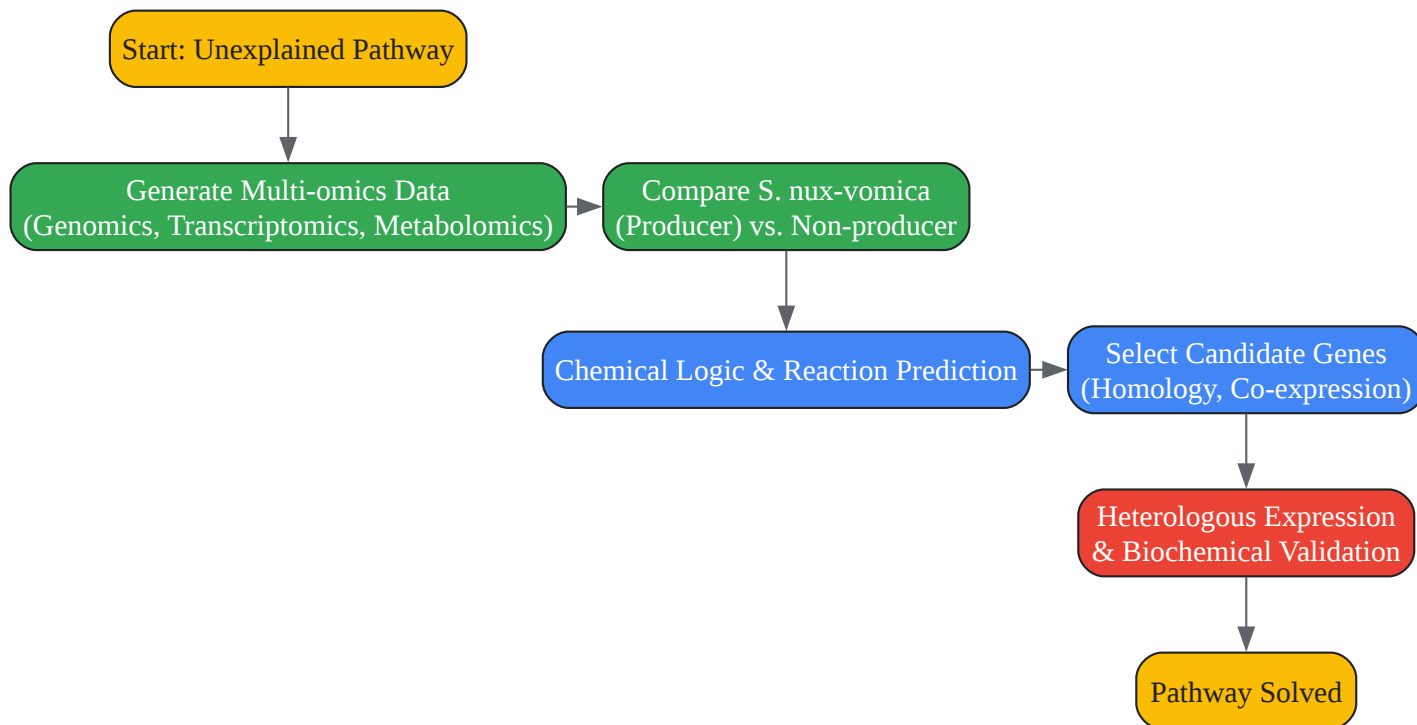 Start: Unexplained Pathway
Generate Multi-omics Data
(Genomics, Transcriptomics, Metabolomics)
Compare S. nux-vomica
(Producer) vs. Non-producer
Chemical Logic & Reaction Prediction
Select Candidate Genes
(Homology, Co-expression)
Heterologous Expression
& Biochemical Validation
Pathway Solved